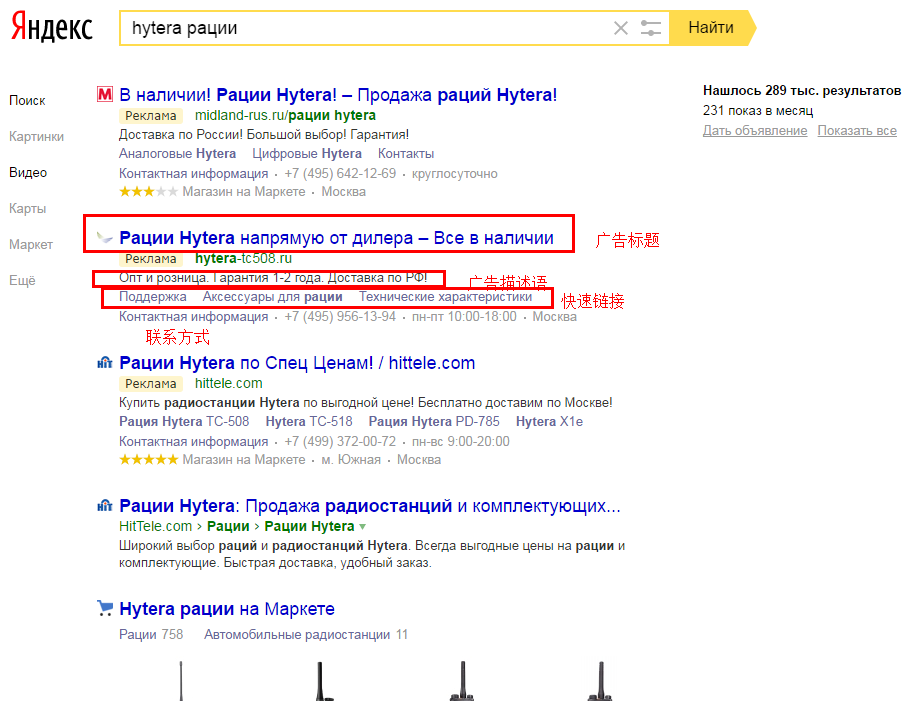 Яндекс
hytera рации
Найти
Поиск
Картинки
Видео
Карты
Маркет
Ещё
В наличии! Рации Hytera! – Продажа раций Hytera!
Реклама midland-rus.ru/рации hytera
Доставка по России! Большой выбор! Гарантия!
Аналоговые Hytera Цифровые Hytera Контакты
Контактная информация · +7 (495) 642-12-69 · круглосуточно
Магазин на Маркете · Москва
Рации Hytera напрямую от дилера – Все в наличии
广告标题
Реклама hytera-tc508.ru
Опт и розница. Гарантия 1-2 года. Доставка по РФ!
广告描述语
Поддержка Аксессуары для рации Технические характеристики
快速链接
Контактная информация · +7 (495) 956-13-94 · пн-пт 10:00-18:00 · Москва
联系方式
Рации Hytera по Спец Ценам! / hittele.com
Реклама hittele.com
Купить радиостанции Hytera по выгодной цене! Бесплатно доставим по Москве!
Рация Hytera TC-508 Hytera TC-518 Рация Hytera PD-785 Hytera X1e
Контактная информация · +7 (499) 372-00-72 · пн-вс 9:00-20:00
Магазин на Маркете · м. Южная · Москва
Рации Hytera: Продажа радиостанций и комплектующих...
HitTele.com › Рации › Рации Hytera
Широкий выбор раций и радиостанций Hytera. Всегда выгодные цены на рации и
комплектующие. Быстрая доставка, удобный заказ.
Hytera рации на Маркете
Рации 758 Автомобильные радиостанции 11
Нашлось 289 тыс. результатов
231 показ в месяц
Дать объявление Показать все